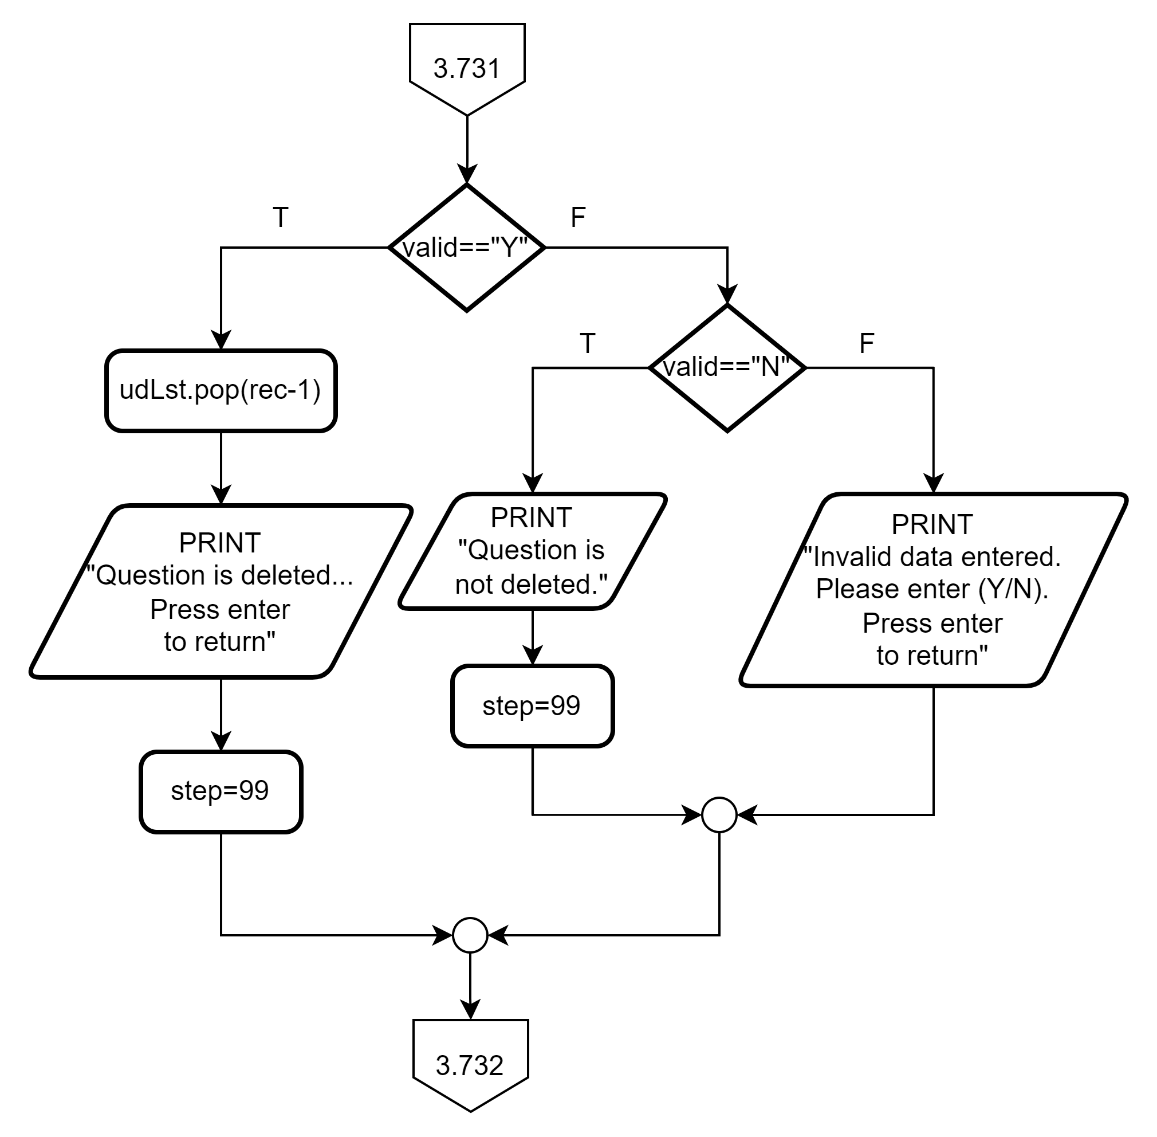 3.731
T
F
valid=="Y"
T
F
valid=="N"
udLst.pop(rec-1)
PRINT
"Question is deleted...
Press enter
to return"
PRINT
"Question is
not deleted."
PRINT
"Invalid data entered.
Please enter (Y/N).
Press enter
to return"
step=99
step=99
3.732